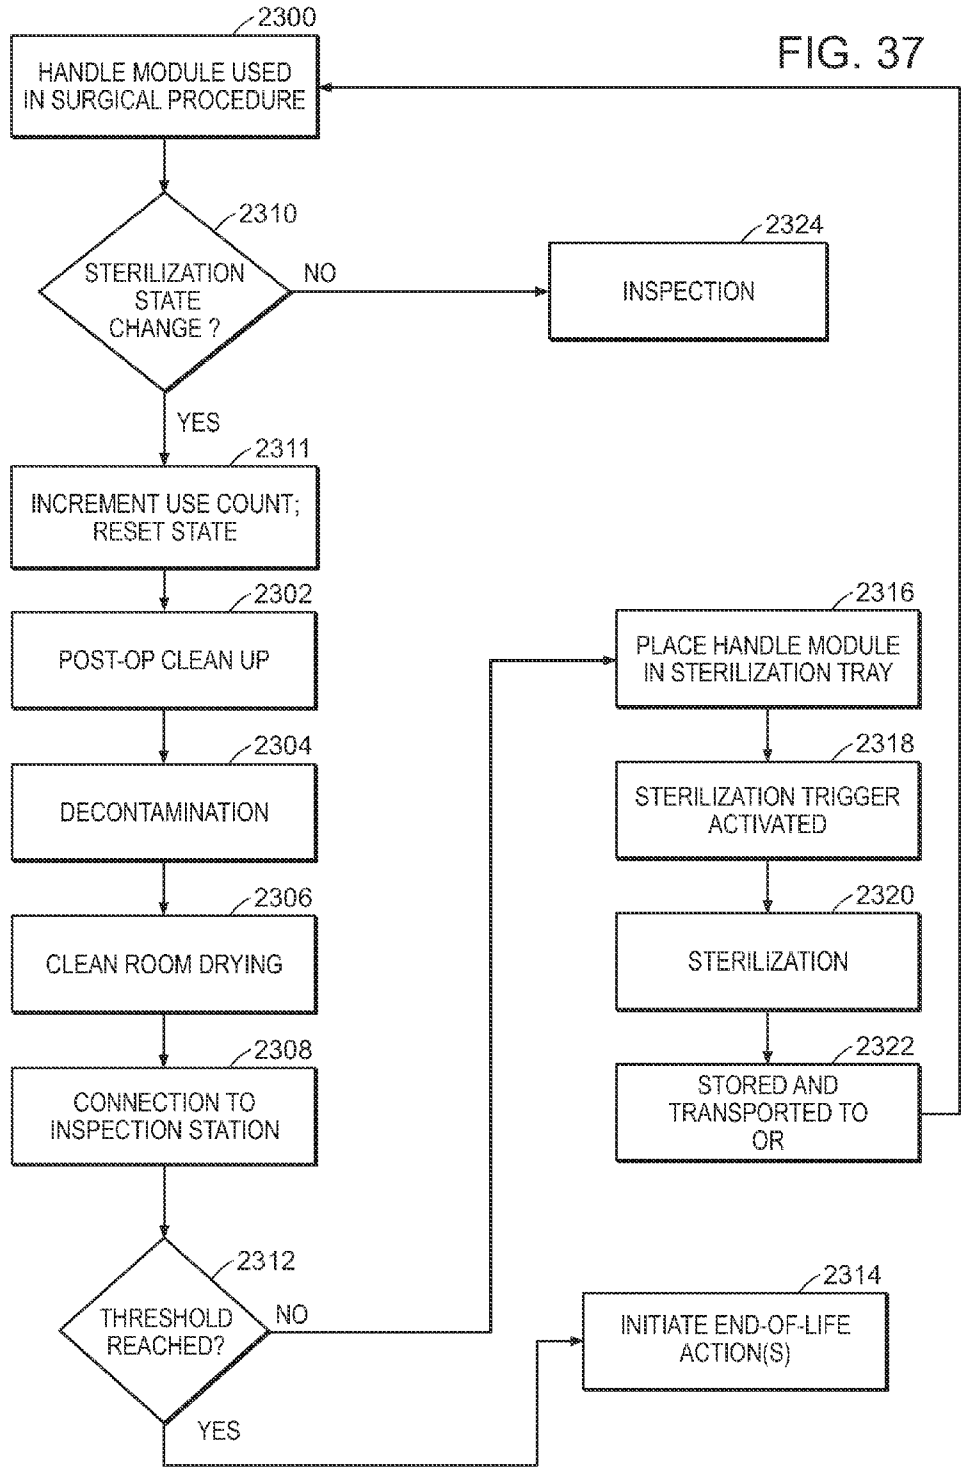 FIG. 37
2300
HANDLE MODULE USED
IN SURGICAL PROCEDURE
2310
STERILIZATION
STATE
CHANGE ?
NO
2324
INSPECTION
YES
2311
INCREMENT USE COUNT;
RESET STATE
2302
POST-OP CLEAN UP
2304
DECONTAMINATION
2306
CLEAN ROOM DRYING
2308
CONNECTION TO
INSPECTION STATION
2312
THRESHOLD
REACHED?
NO
YES
2316
PLACE HANDLE MODULE
IN STERILIZATION TRAY
2318
STERILIZATION TRIGGER
ACTIVATED
2320
STERILIZATION
2322
STORED AND
TRANSPORTED TO
OR
2314
INITIATE END-OF-LIFE
ACTION(S)